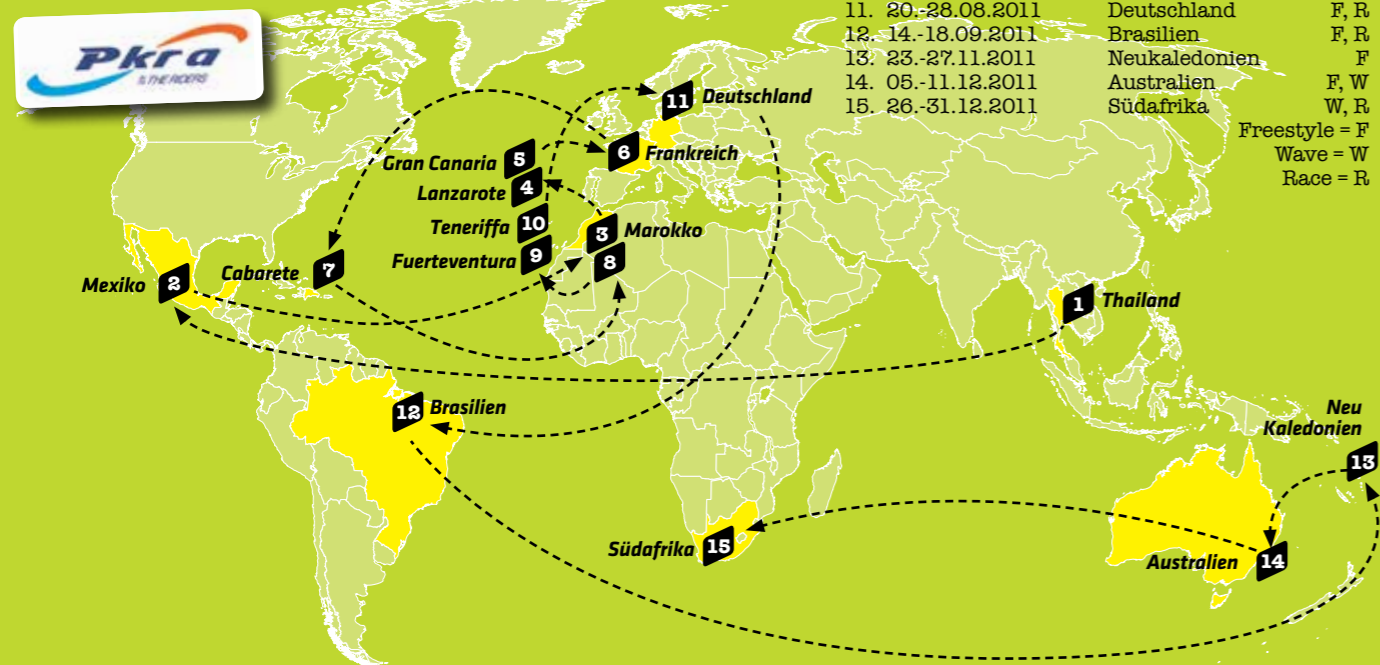 Pkra
& THE RIDERS
11. 20.-28.08.2011 Deutschland F, R
12. 14.-18.09.2011 Brasilien F, R
13. 23.-27.11.2011 Neukaledonien F
14. 05.-11.12.2011 Australien F, W
15. 26.-31.12.2011 Südafrika W, R
Freestyle = F
Wave = W
Race = R
11 Deutschland
Gran Canaria 5
6 Frankreich
Lanzarote 4
Teneriffa 10
3 Marokko
Fuerteventura 9
8
Mexiko 2
Cabarete 7
1 Thailand
12 Brasilien
Neu
Kaledonien
13
Südafrika 15
Australien 14